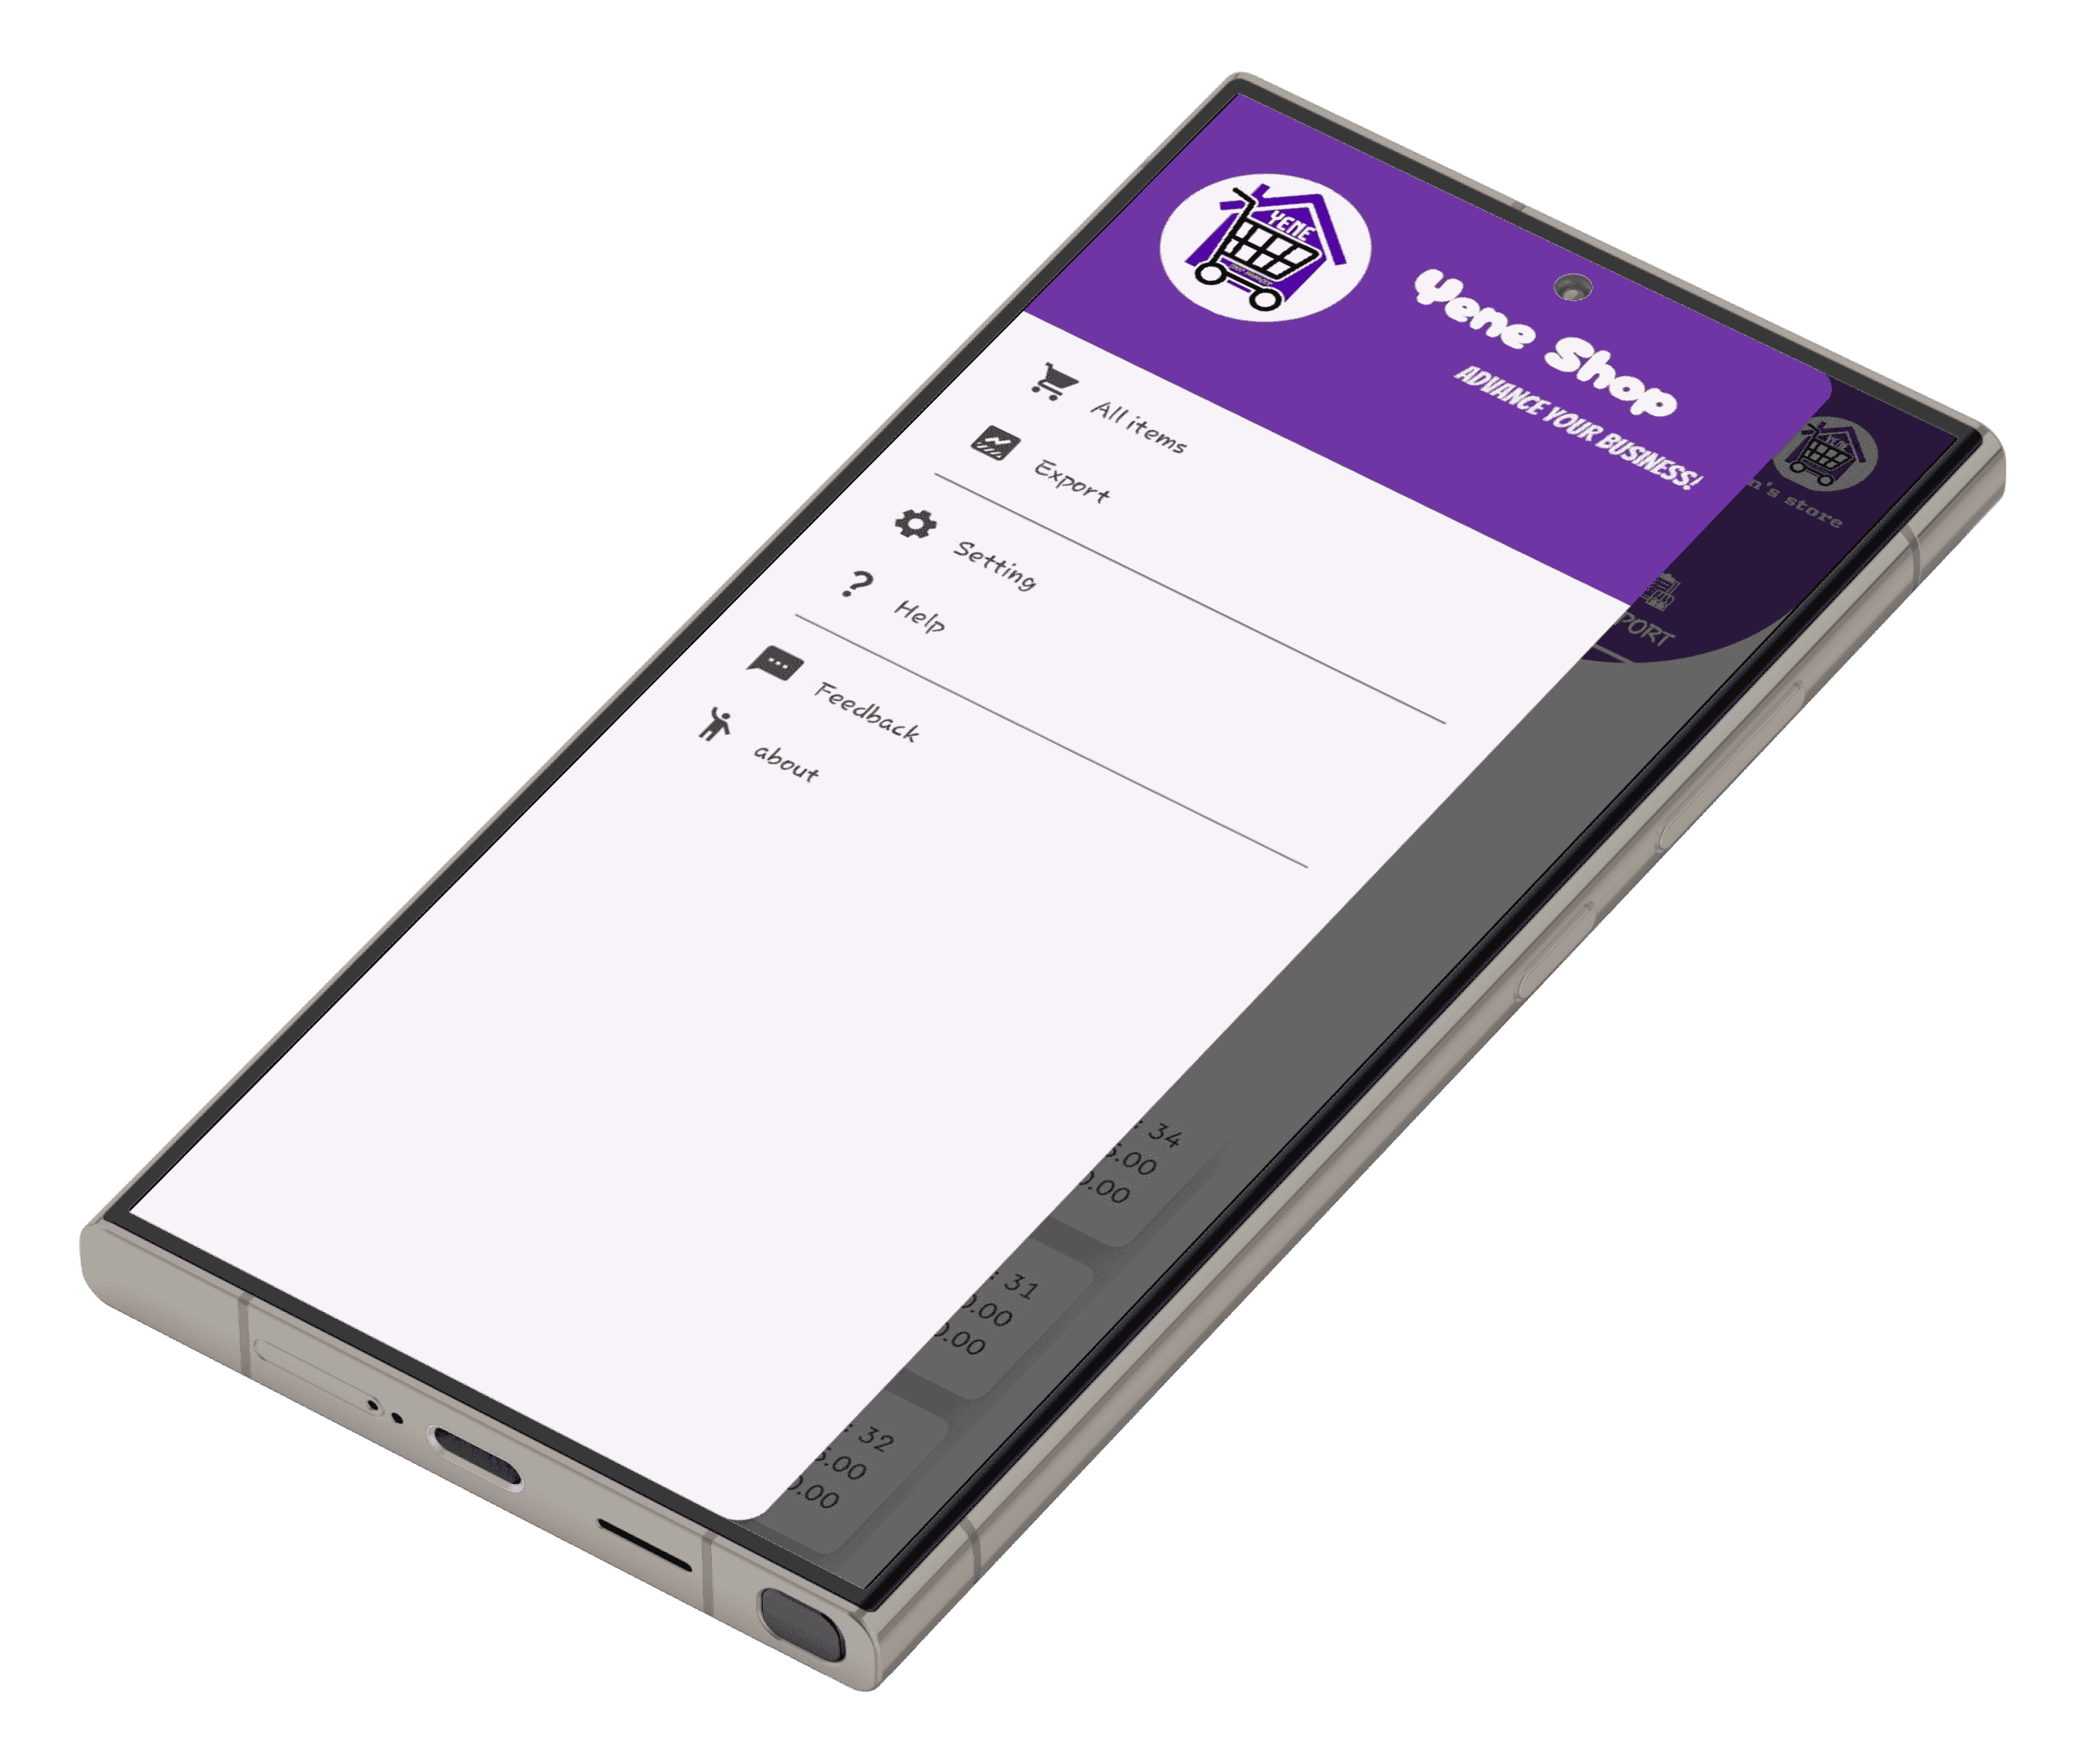 YENE
Yene Shop
ADVANCE YOUR BUSINESS!
All items
Export
Setting
Help
Feedback
about
YENE
n's store
PORT
: 34
.00
.00
: 31
.00
.00
: 32
.00
.00